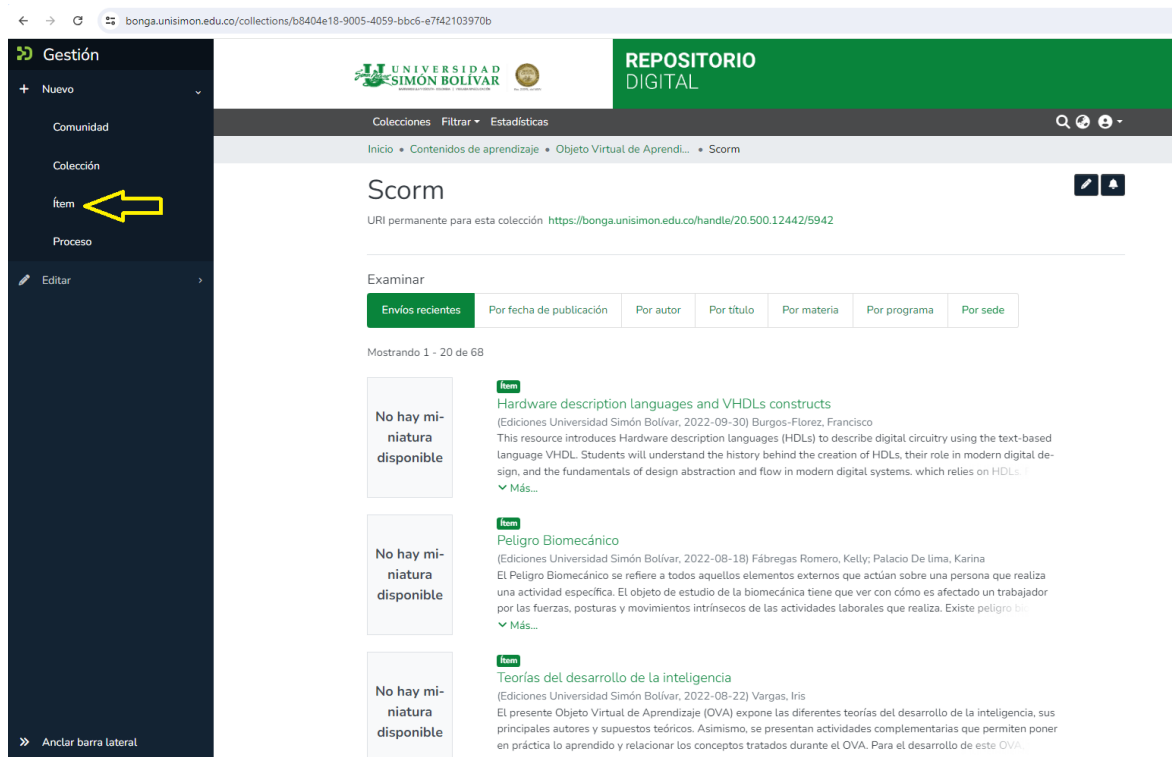 bonga.unisimon.edu.co/collections/b8404e18-9005-4059-bbc6-e7f42103970b
Gestión
Nuevo
Comunidad
Colección
Ítem
Proceso
Editar
Anclar barra lateral
UNIVERSIDAD
SIMÓN BOLÍVAR
REPOSITORIO
DIGITAL
Colecciones Filtrar Estadísticas
Inicio • Contenidos de aprendizaje • Objeto Virtual de Aprendi... • Scorm
Scorm
URI permanente para esta colección https://bonga.unisimon.edu.co/handle/20.500.12442/5942
Examinar
Envíos recientes Por fecha de publicación Por autor Por título Por materia Por programa Por sede
Mostrando 1 - 20 de 68
No hay mi-
niatura
disponible
Ítem
Hardware description languages and VHDLs constructs
(Ediciones Universidad Simón Bolívar, 2022-09-30) Burgos-Florez, Francisco
This resource introduces Hardware description languages (HDLs) to describe digital circuitry using the text-based
language VHDL. Students will understand the history behind the creation of HDLs, their role in modern digital de-
sign, and the fundamentals of design abstraction and flow in modern digital systems. which relies on HDLs.
Más...
No hay mi-
niatura
disponible
Ítem
Peligro Biomecánico
(Ediciones Universidad Simón Bolívar, 2022-08-18) Fábregas Romero, Kelly; Palacio De lima, Karina
El Peligro Biomecánico se refiere a todos aquellos elementos externos que actúan sobre una persona que realiza
una actividad específica. El objeto de estudio de la biomecánica tiene que ver con cómo es afectado un trabajador
por las fuerzas, posturas y movimientos intrínsecos de las actividades laborales que realiza. Existe peligro
Más...
No hay mi-
niatura
disponible
Ítem
Teorías del desarrollo de la inteligencia
(Ediciones Universidad Simón Bolívar, 2022-08-22) Vargas, Iris
El presente Objeto Virtual de Aprendizaje (OVA) expone las diferentes teorías del desarrollo de la inteligencia, sus
principales autores y supuestos teóricos. Asimismo, se presentan actividades complementarias que permiten poner
en práctica lo aprendido y relacionar los conceptos tratados durante el OVA. Para el desarrollo de este OVA